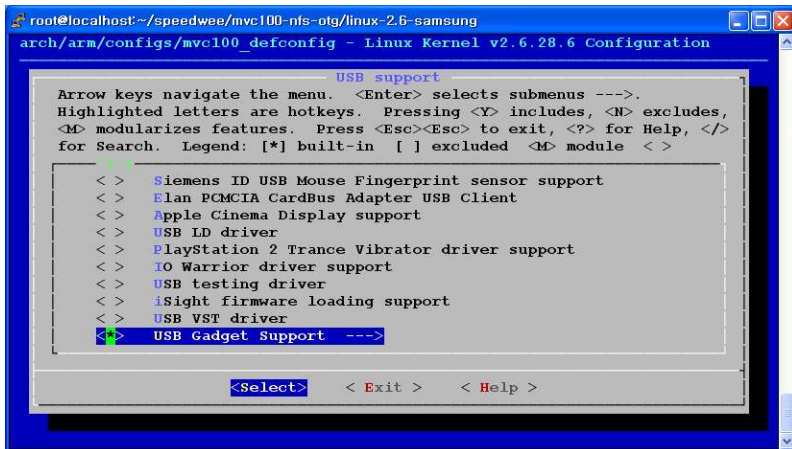 root@localhost:~/speedwee/mvc100-nfs-otg/linux-2.6-samsung
arch/arm/configs/mvc100_defconfig - Linux Kernel v2.6.28.6 Configuration
USB support
Arrow keys navigate the menu. <Enter> selects submenus --->.
Highlighted letters are hotkeys. Pressing <Y> includes, <N> excludes,
<M> modularizes features. Press <Esc><Esc> to exit, <?> for Help, </>
for Search. Legend: [*] built-in [ ] excluded <M> module < >
< > Siemens ID USB Mouse Fingerprint sensor support
< > Elan PCMCIA CardBus Adapter USB Client
< > Apple Cinema Display support
< > USB LD driver
< > PlayStation 2 Trance Vibrator driver support
< > IO Warrior driver support
< > USB testing driver
< > iSight firmware loading support
< > USB VST driver
<*> USB Gadget Support --->
<Select> < Exit > < Help >